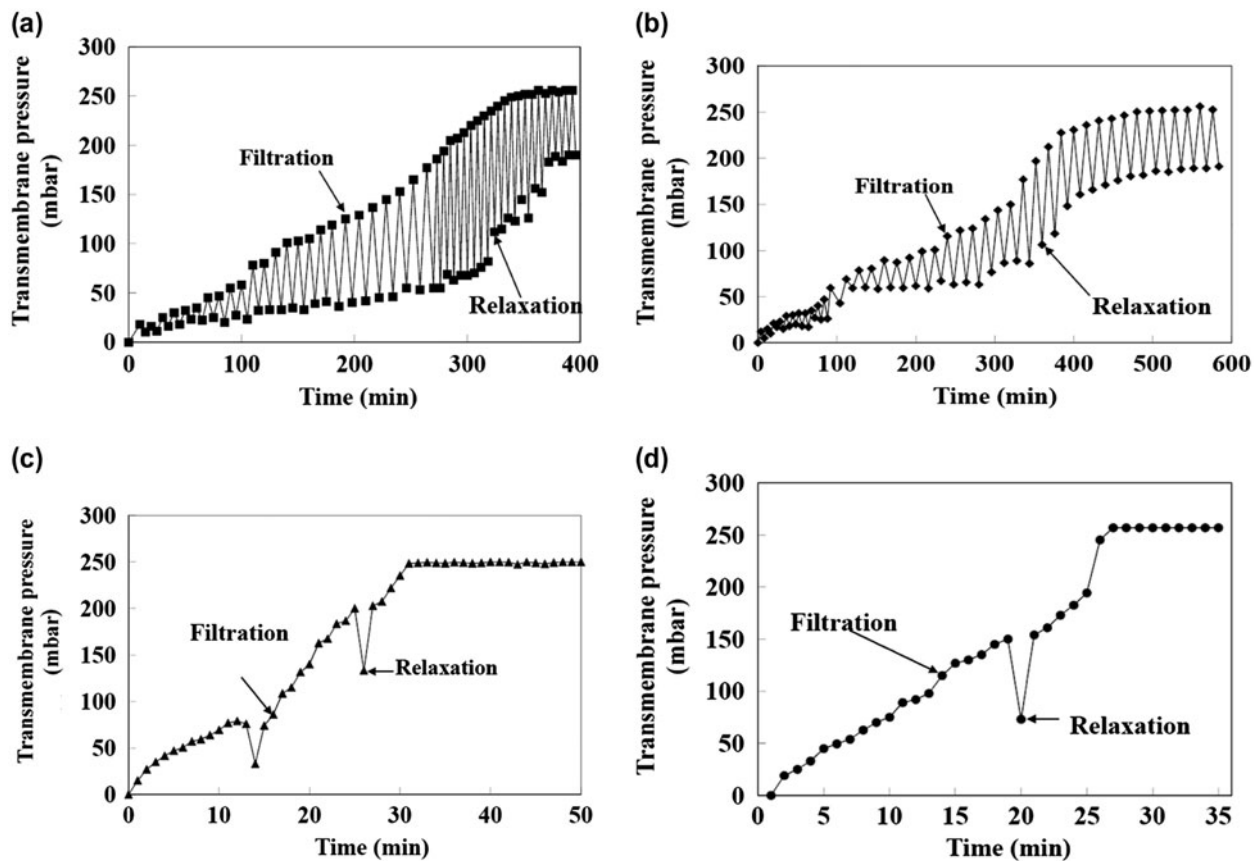 (a)
300
250
200
150
100
50
0
Transmembrane pressure
(mbar)
Filtration
Relaxation
0 100 200 300 400
Time (min)
(b)
300
250
200
150
100
50
0
Transmembrane pressure
(mbar)
Filtration
Relaxation
0 100 200 300 400 500 600
Time (min)
(c)
300
250
200
150
100
50
0
Transmembrane pressure
(mbar)
Filtration
Relaxation
0 10 20 30 40 50
Time (min)
(d)
300
250
200
150
100
50
0
Transmembrane pressure
(mbar)
Filtration
Relaxation
0 5 10 15 20 25 30 35
Time (min)